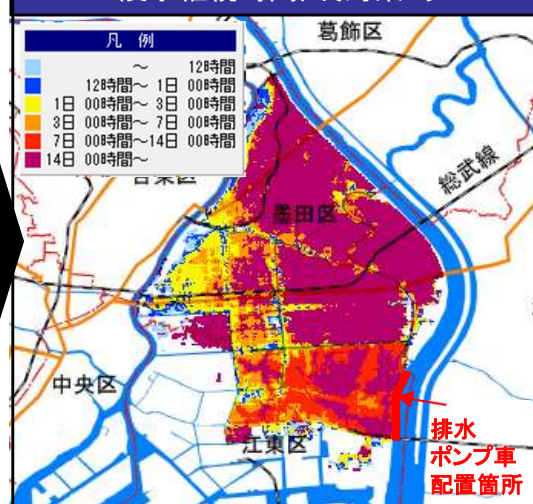 凡 例
～ 12時間
12時間～ 1日 00時間
1日 00時間～ 3日 00時間
3日 00時間～ 7日 00時間
7日 00時間～14日 00時間
14日 00時間～
葛飾区
総武線
墨田区
中央区
江東区
排水
ポンプ車
配置箇所